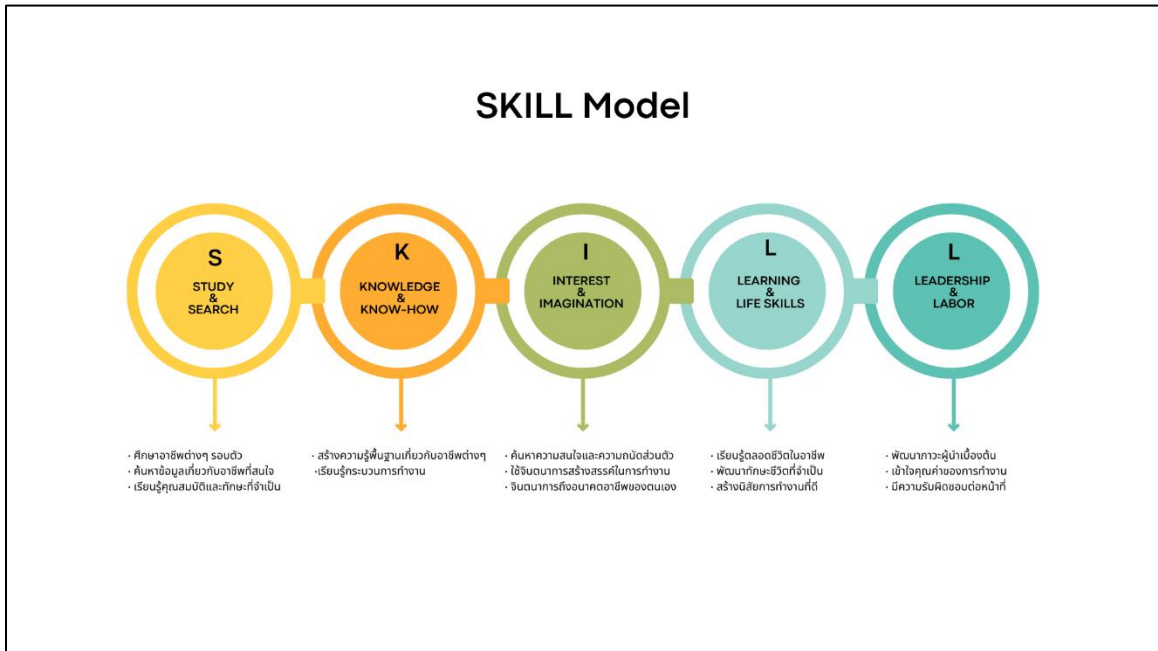 SKILL Model
S
STUDY
&
SEARCH
K
KNOWLEDGE
&
KNOW-HOW
I
INTEREST
&
IMAGINATION
L
LEARNING
&
LIFE SKILLS
L
LEADERSHIP
&
LABOR
· ศึกษาอาชีพต่างๆ รอบตัว
· ค้นหาข้อมูลเกี่ยวกับอาชีพที่สนใจ
· เรียนรู้คุณสมบัติและทักษะที่จำเป็น
· สร้างความรู้พื้นฐานเกี่ยวกับอาชีพต่างๆ
·เรียนรู้กระบวนการทำงาน
· ค้นหาความสนใจและความถนัดส่วนตัว
· ใช้จินตนาการสร้างสรรค์ในการทำงาน
· จินตนาการถึงอนาคตอาชีพของตนเอง
· เรียนรู้ตลอดชีวิตในอาชีพ
· พัฒนาทักษะชีวิตที่จำเป็น
· สร้างนิสัยการทำงานที่ดี
· พัฒนาภาวะผู้นำเบื้องต้น
· เข้าใจคุณค่าของการทำงาน
· มีความรับผิดชอบต่อหน้าที่